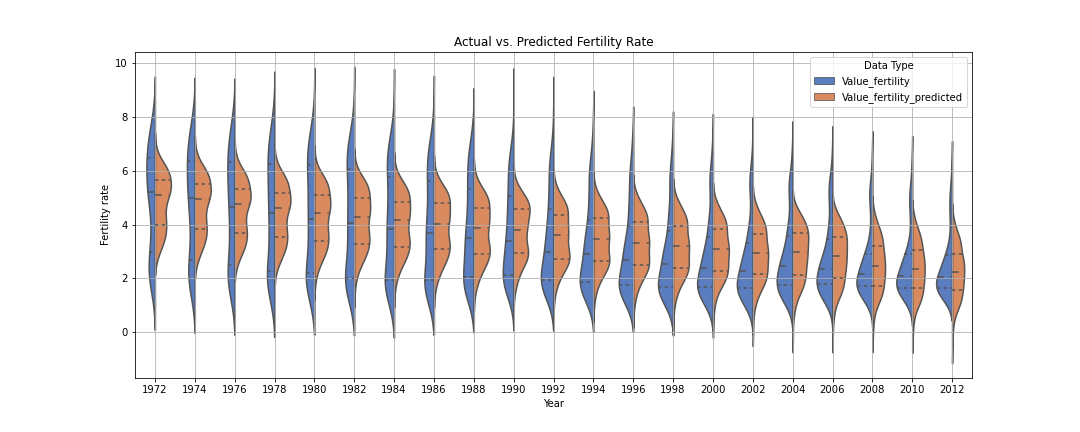 Actual vs. Predicted Fertility Rate
Data Type
Value_fertility
Value_fertility_predicted
Fertility rate
10
8
6
4
2
0
1972 1974 1976 1978 1980 1982 1984 1986 1988 1990 1992 1994 1996 1998 2000 2002 2004 2006 2008 2010 2012
Year